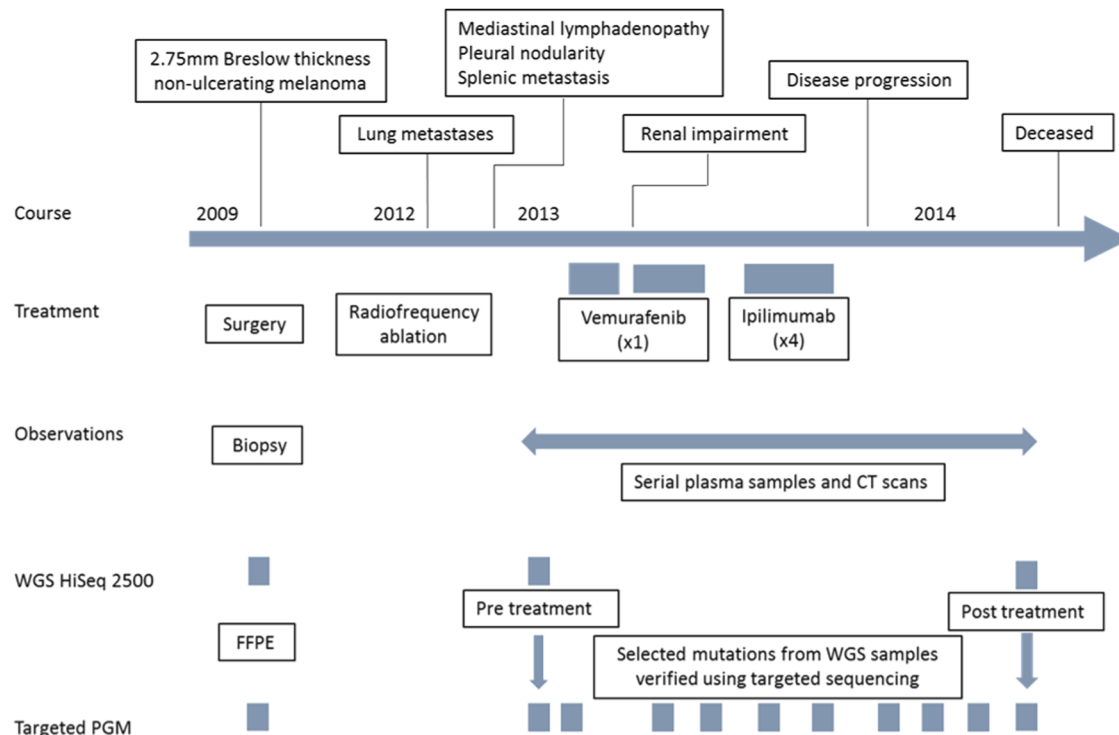 2.75mm Breslow thickness
non-ulcerating melanoma
Lung metastases
Mediastinal lymphadenopathy
Pleural nodularity
Splenic metastasis
Renal impairment
Disease progression
Deceased
Course
2009
2012
2013
2014
Treatment
Surgery
Radiofrequency
ablation
Vemurafenib
(x1)
Ipilimumab
(x4)
Observations
Biopsy
Serial plasma samples and CT scans
WGS HiSeq 2500
Pre treatment
Post treatment
FFPE
Selected mutations from WGS samples
verified using targeted sequencing
Targeted PGM